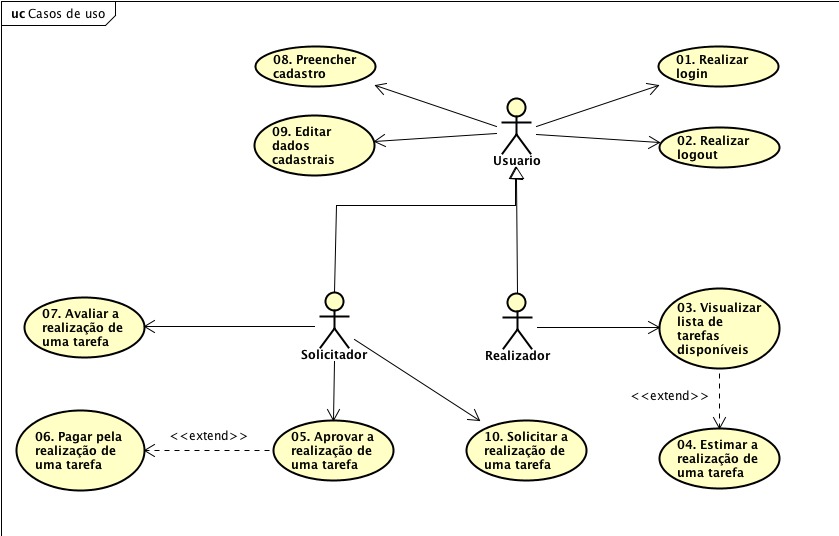 uc Casos de uso
08. Preencher
cadastro
01. Realizar
login
09. Editar
dados
cadastrais
02. Realizar
logout
Usuario
07. Avaliar a
realização de
uma tarefa
Solicitador
Realizador
03. Visualizar
lista de
tarefas
disponíveis
<<extend>>
06. Pagar pela
realização de
uma tarefa
<<extend>>
05. Aprovar a
realização de
uma tarefa
10. Solicitar a
realização de
uma tarefa
04. Estimar a
realização de
uma tarefa